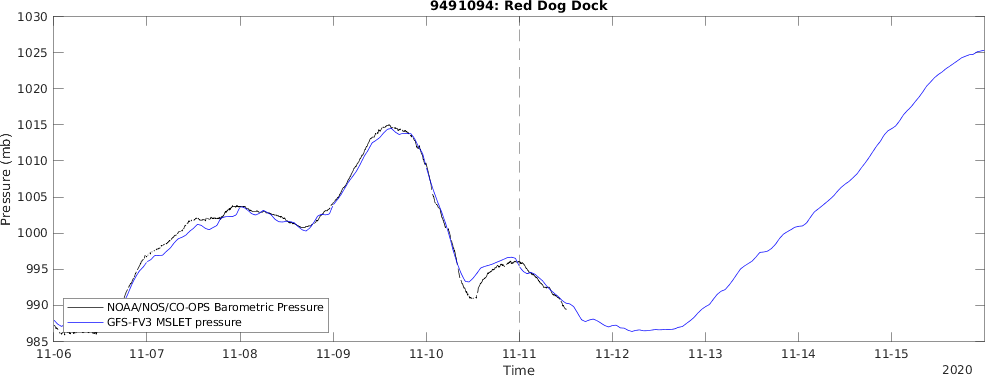 9491094: Red Dog Dock
1030
1025
1020
1015
1010
1005
1000
995
990
985
Pressure (mb)
NOAA/NOS/CO-OPS Barometric Pressure
GFS-FV3 MSLET pressure
11-06 11-07 11-08 11-09 11-10 11-11 11-12 11-13 11-14 11-15
Time
2020